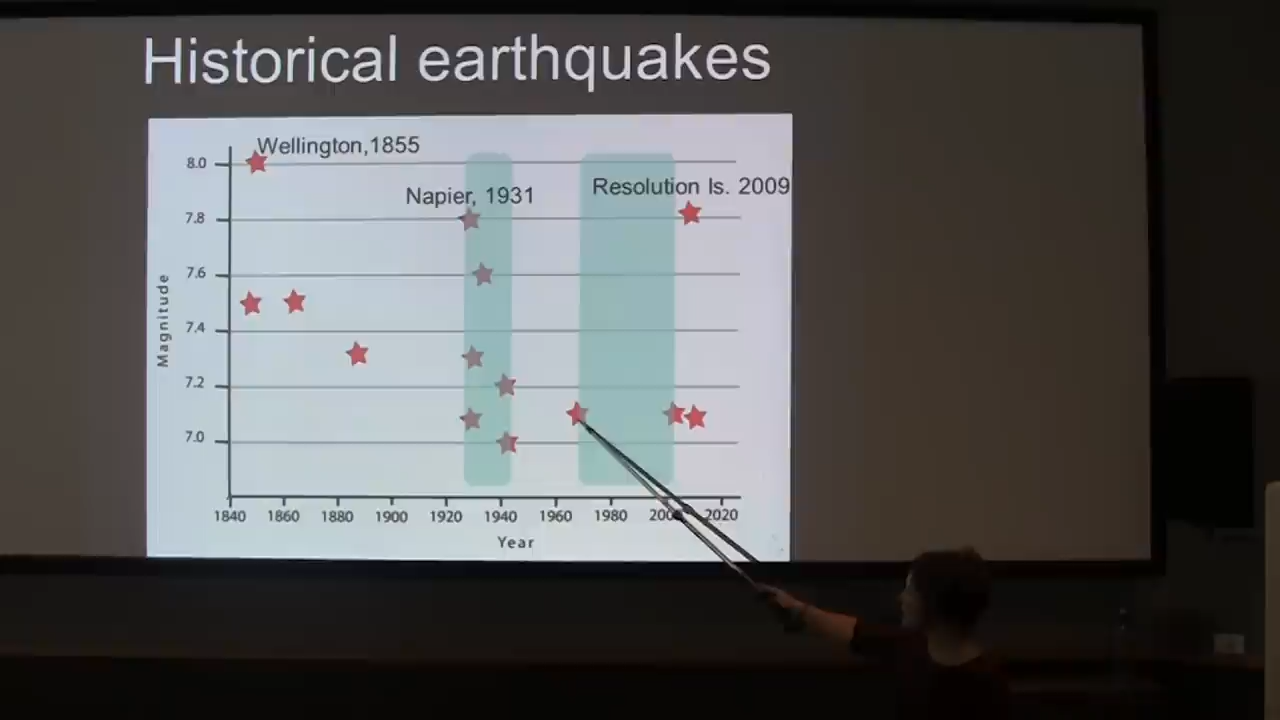 Historical earthquakes
Wellington,1855
8.0
Napier, 1931
Resolution Is. 2009
7.8
7.6
7.4
7.2
7.0
Magnitude
1840 1860 1880 1900 1920 1940 1960 1980 2020
Year